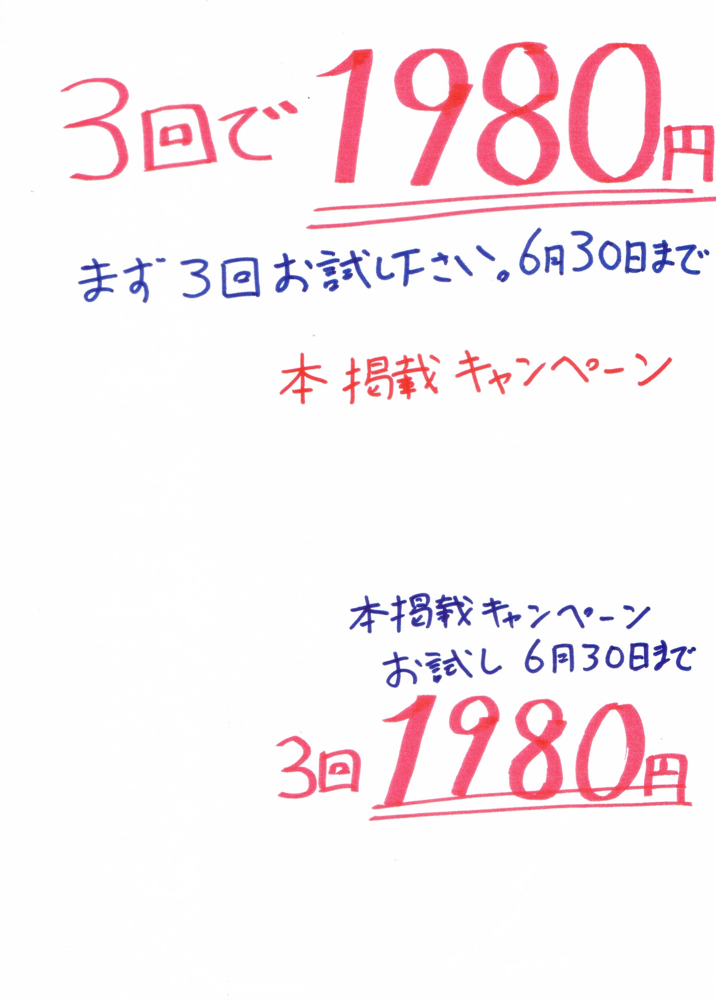 3回で1980円
まず3回お試し下さい。6月30日まで
本掲載キャンペーン
本掲載キャンペーン
お試し 6月30日まで
3回1980円